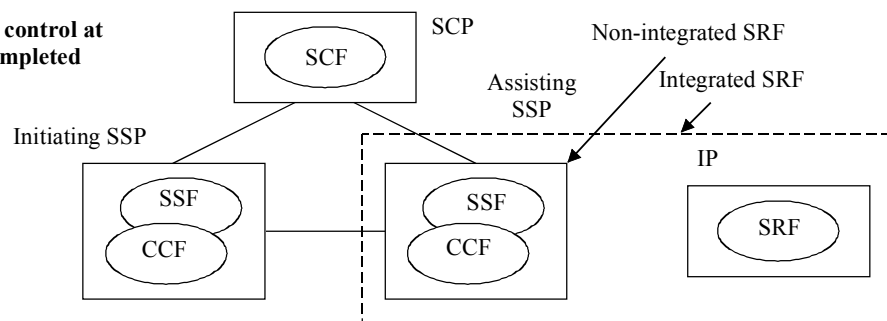 control at
SCP
Non-integrated SRF
mpleted
SCF
Assisting
SSP
Integrated SRF
Initiating SSP
IP
SSF
SSF
SRF
CCF
CCF